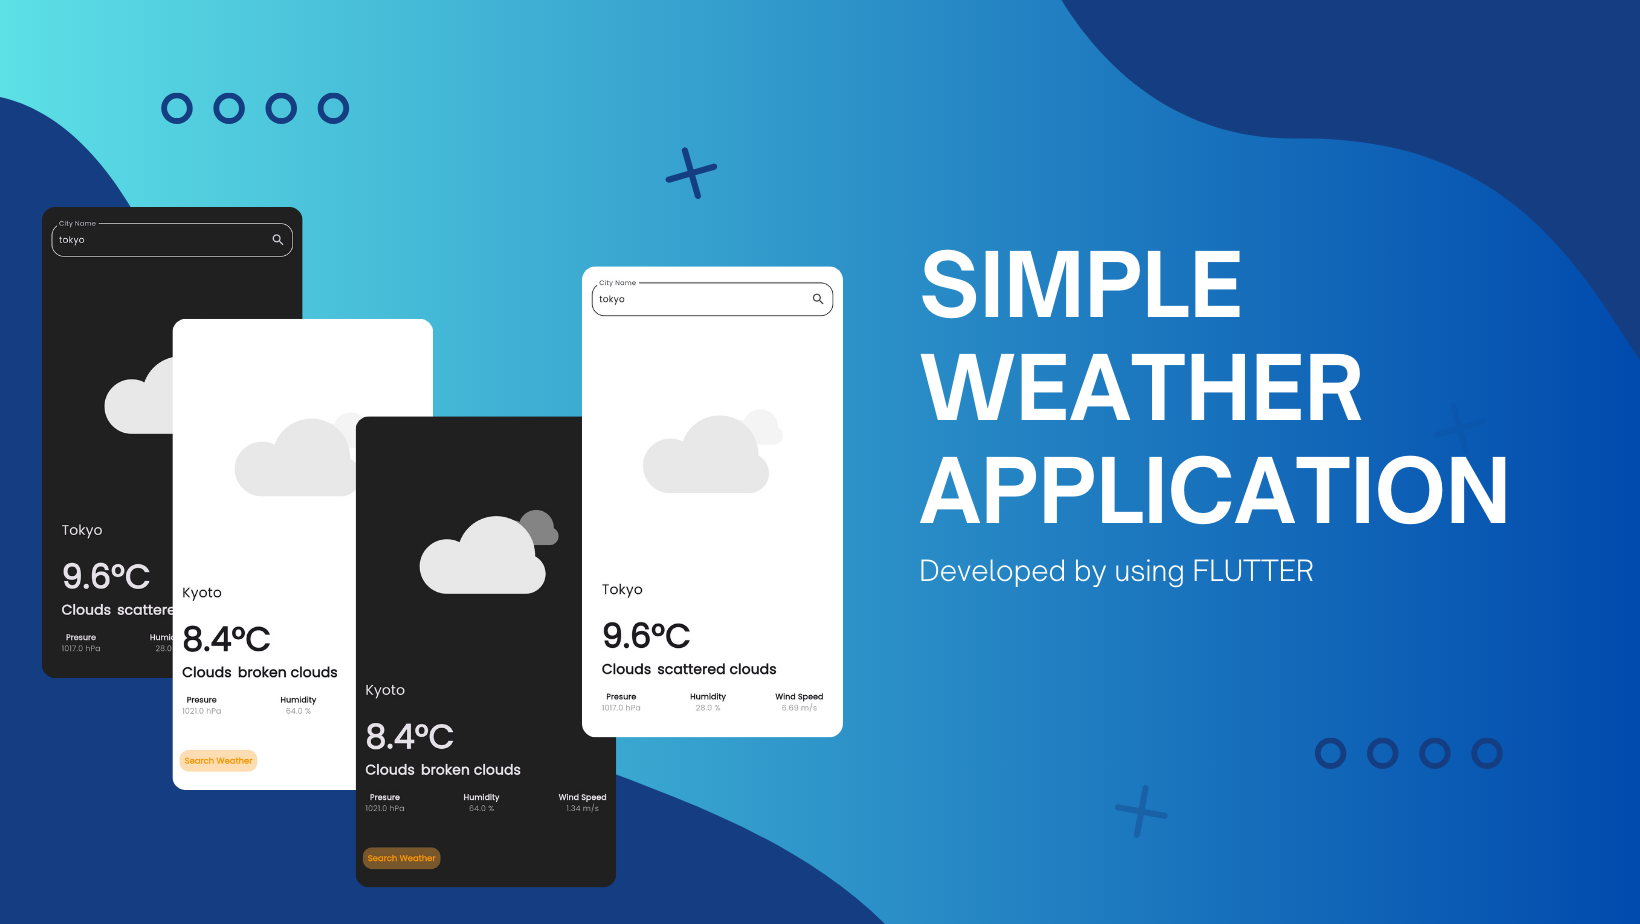 City Name
tokyo
Tokyo
9.6°C
Clouds scattere
Presure
1017.0 hPa
28.0
Kyoto
8.4°C
Clouds broken clouds
Presure Humidity
1021.0 hPa 64.0 %
Search Weather
Kyoto
8.4°C
Clouds broken clouds
Presure Humidity Wind Speed
1021.0 hPa 64.0 % 1.34 m/s
Search Weather
City Name
tokyo
Tokyo
9.6°C
Clouds scattered clouds
Presure Humidity Wind Speed
1017.0 hPa 28.0 % 6.69 m/s
SIMPLE
WEATHER
APPLICATION
Developed by using FLUTTER